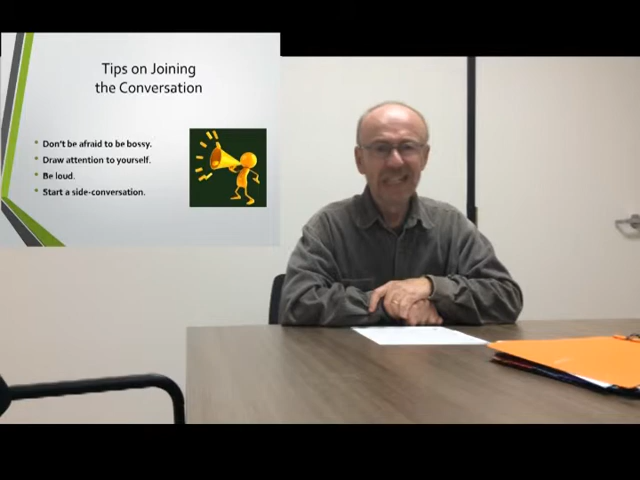 Tips on Joining
the Conversation
Don't be afraid to be bossy.
Draw attention to yourself.
Be loud.
Start a side-conversation.